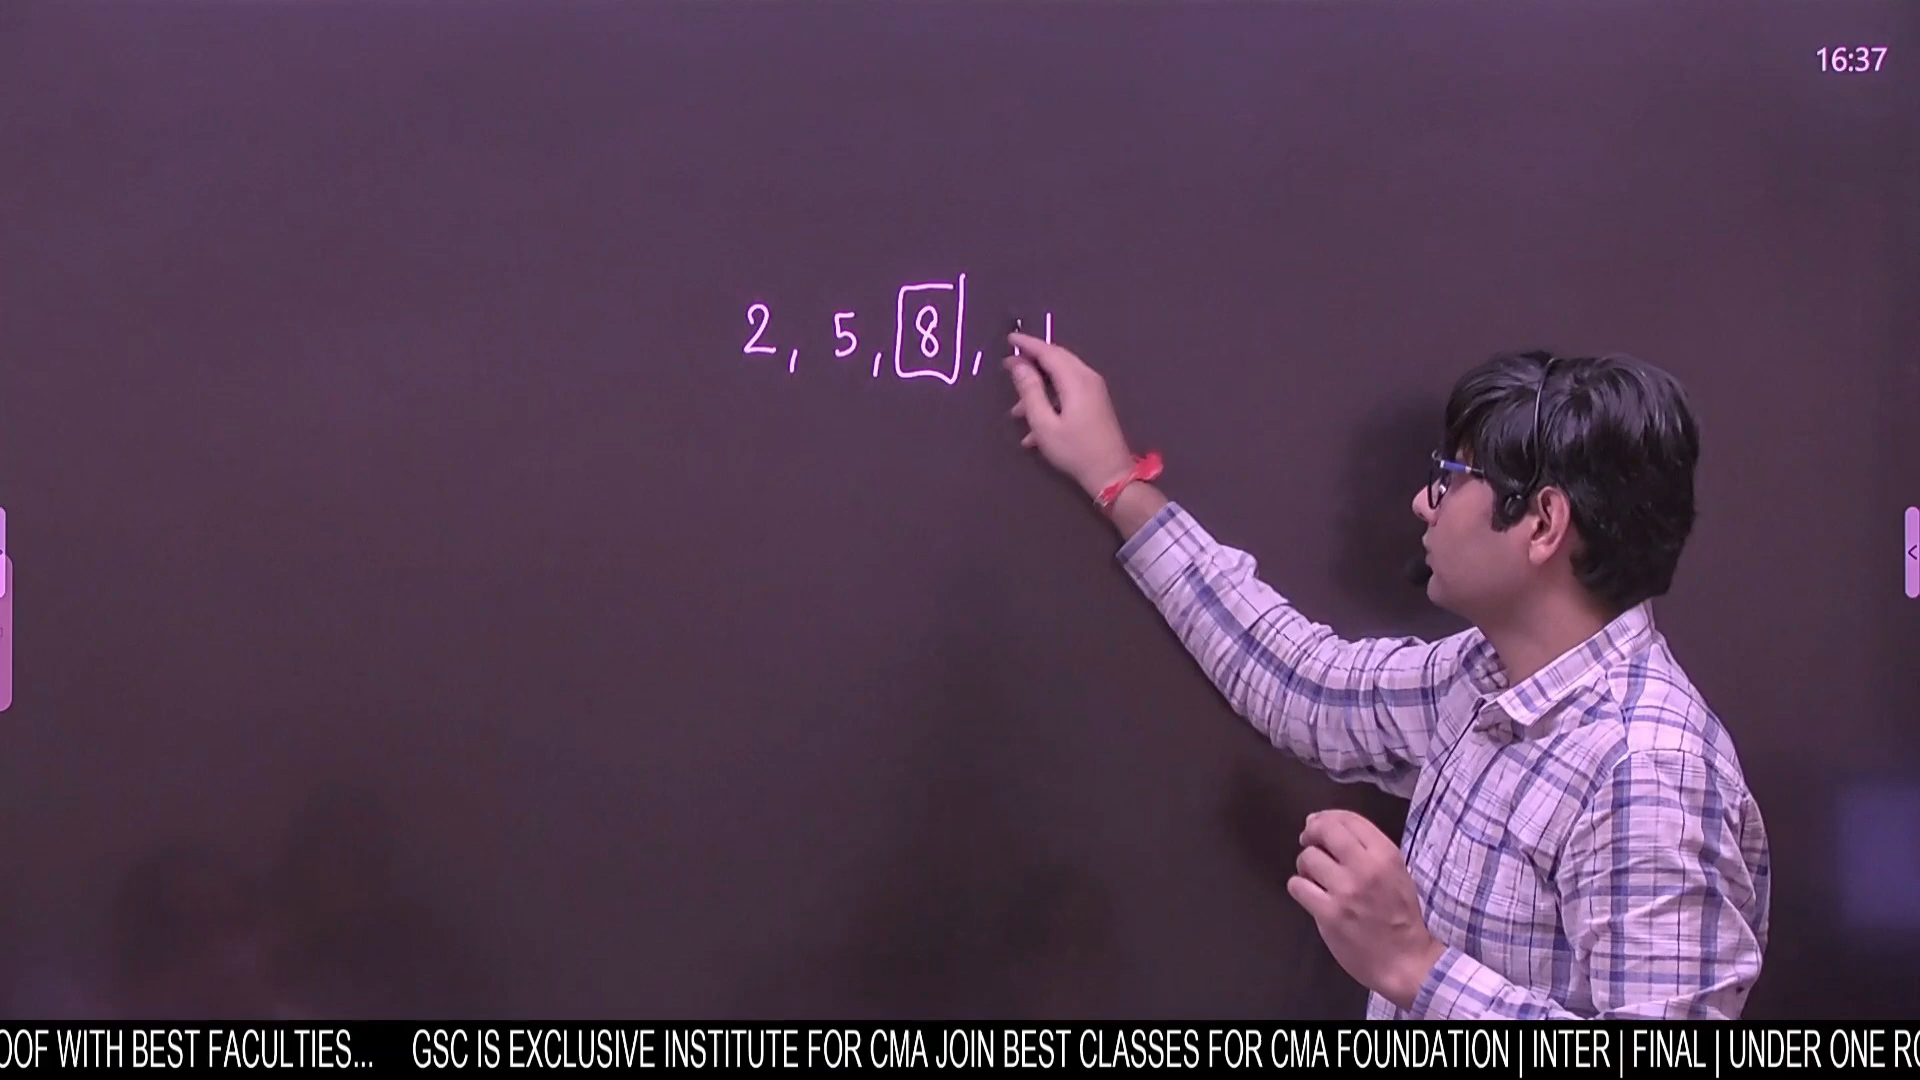 16:37
2, 5, 8, 11
OOF WITH BEST FACULTIES... GSC IS EXCLUSIVE INSTITUTE FOR CMA JOIN BEST CLASSES FOR CMA FOUNDATION | INTER | FINAL | UNDER ONE RO